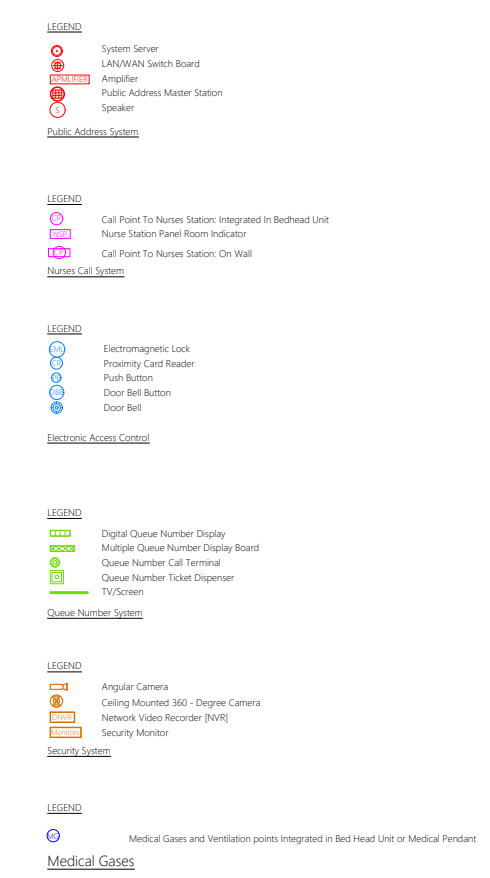 LEGEND
System Server
LAN/WAN Switch Board
APMLIFIER Amplifier
Public Address Master Station
S Speaker
Public Address System
LEGEND
CP Call Point To Nurses Station: Integrated In Bedhead Unit
NSP Nurse Station Panel Room Indicator
CP Call Point To Nurses Station: On Wall
Nurses Call System
LEGEND
EML Electromagnetic Lock
CR Proximity Card Reader
PB Push Button
DBB Door Bell Button
Door Bell
Electronic Access Control
LEGEND
Digital Queue Number Display
Multiple Queue Number Display Board
Queue Number Call Terminal
Queue Number Ticket Dispenser
TV/Screen
Queue Number System
LEGEND
Angular Camera
Ceiling Mounted 360 - Degree Camera
DNVR Network Video Recorder [NVR]
Monitors Security Monitor
Security System
LEGEND
MG Medical Gases and Ventilation points Integrated in Bed Head Unit or Medical Pendant
Medical Gases